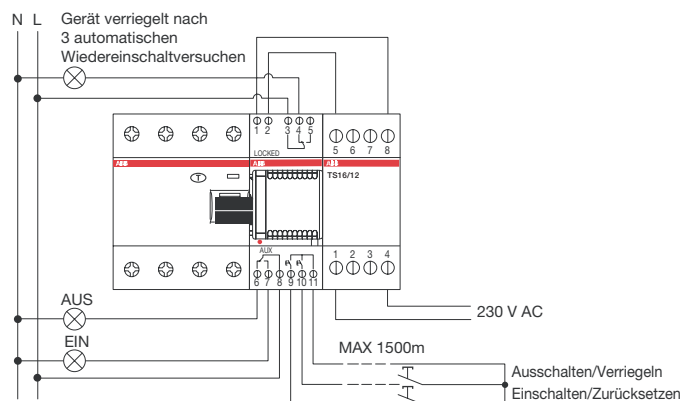 N L
Gerät verriegelt nach
3 automatischen
Wiedereinschaltversuchen
1 2 3 4 5
LOCKED
5 6 7 8
ABB
ABB
ABB
TS16/12
T
AUX
6 7 8 9 10 11
1 2 3 4
AUS
EIN
230 V AC
MAX 1500m
Ausschalten/Verriegeln
Einschalten/Zurücksetzen